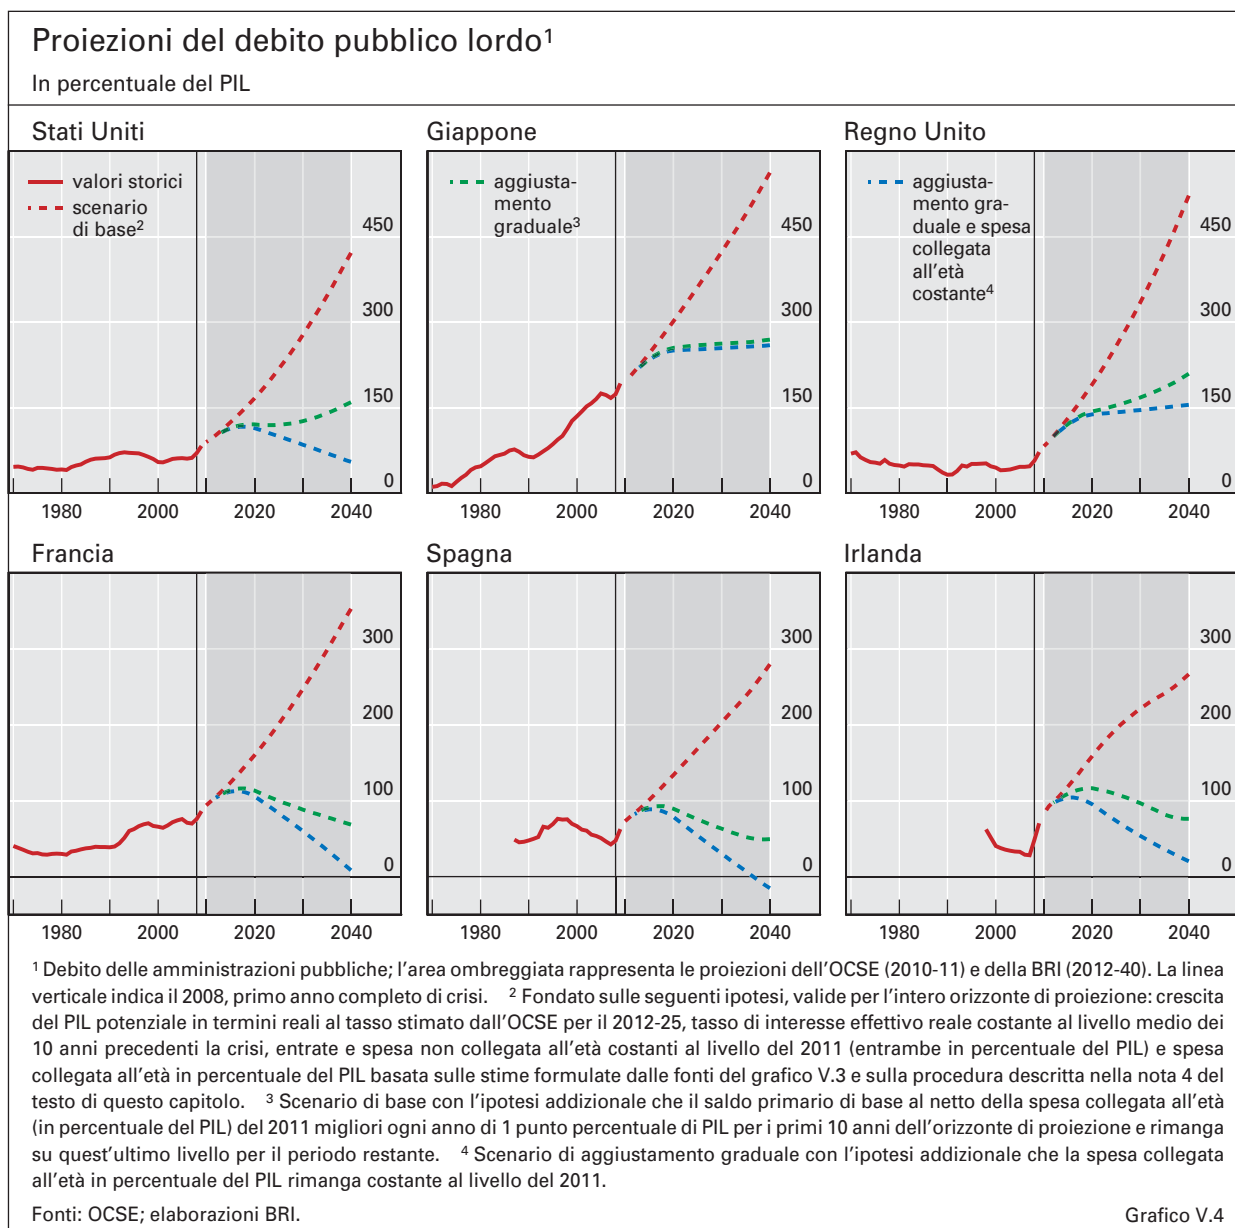 Proiezioni del debito pubblico lordo¹
In percentuale del PIL
Stati Uniti
Giappone
Regno Unito
valori storici
scenario
di base²
aggiusta-
mento
graduale³
aggiusta-
mento gra-
duale e spesa
collegata
all'età
costante⁴
450
300
150
0
450
300
150
0
450
300
150
0
1980 2000 2020 2040
1980 2000 2020 2040
1980 2000 2020 2040
Francia
Spagna
Irlanda
300
200
100
0
300
200
100
0
300
200
100
0
1980 2000 2020 2040
1980 2000 2020 2040
1980 2000 2020 2040
¹ Debito delle amministrazioni pubbliche; l'area ombreggiata rappresenta le proiezioni dell'OCSE (2010-11) e della BRI (2012-40). La linea
verticale indica il 2008, primo anno completo di crisi. ² Fondato sulle seguenti ipotesi, valide per l'intero orizzonte di proiezione: crescita
del PIL potenziale in termini reali al tasso stimato dall'OCSE per il 2012-25, tasso di interesse effettivo reale costante al livello medio dei
10 anni precedenti la crisi, entrate e spesa non collegata all'età costanti al livello del 2011 (entrambe in percentuale del PIL) e spesa
collegata all'età in percentuale del PIL basata sulle stime formulate dalle fonti del grafico V.3 e sulla procedura descritta nella nota 4 del
testo di questo capitolo. ³ Scenario di base con l'ipotesi addizionale che il saldo primario di base al netto della spesa collegata all'età
(in percentuale del PIL) del 2011 migliori ogni anno di 1 punto percentuale di PIL per i primi 10 anni dell'orizzonte di proiezione e rimanga
su quest'ultimo livello per il periodo restante. ⁴ Scenario di aggiustamento graduale con l'ipotesi addizionale che la spesa collegata
all'età in percentuale del PIL rimanga costante al livello del 2011.
Fonti: OCSE; elaborazioni BRI.
Grafico V.4